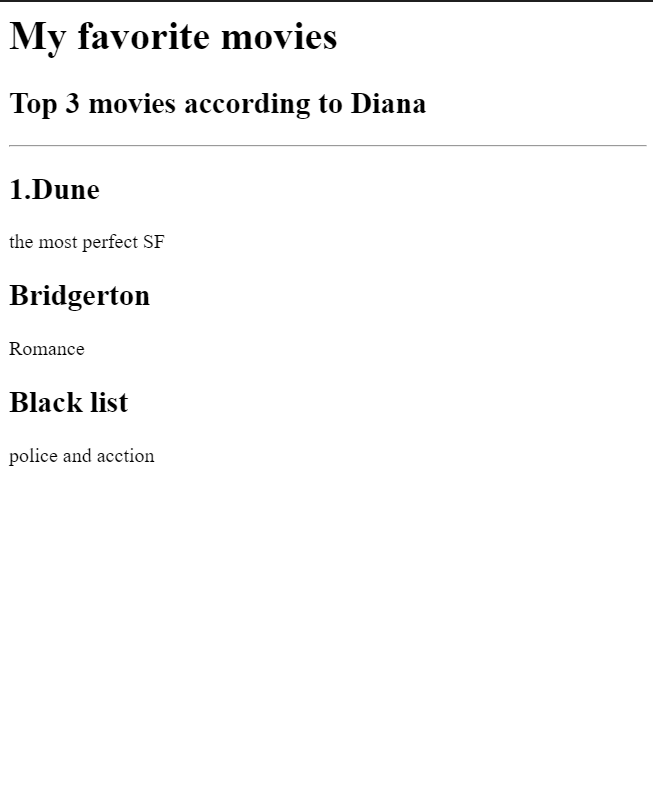 My favorite movies
Top 3 movies according to Diana
1.Dune
the most perfect SF
Bridgerton
Romance
Black list
police and acction